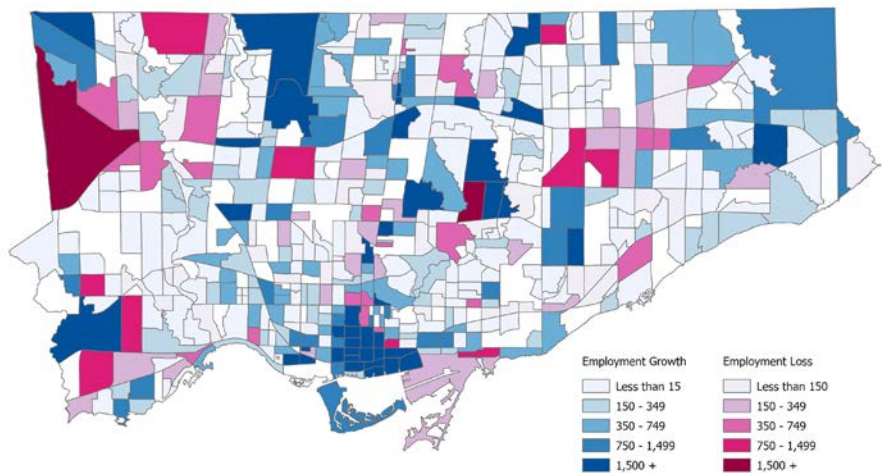 Employment Growth
Less than 15
150 - 349
350 - 749
750 - 1,499
1,500 +
Employment Loss
Less than 150
150 - 349
350 - 749
750 - 1,499
1,500 +